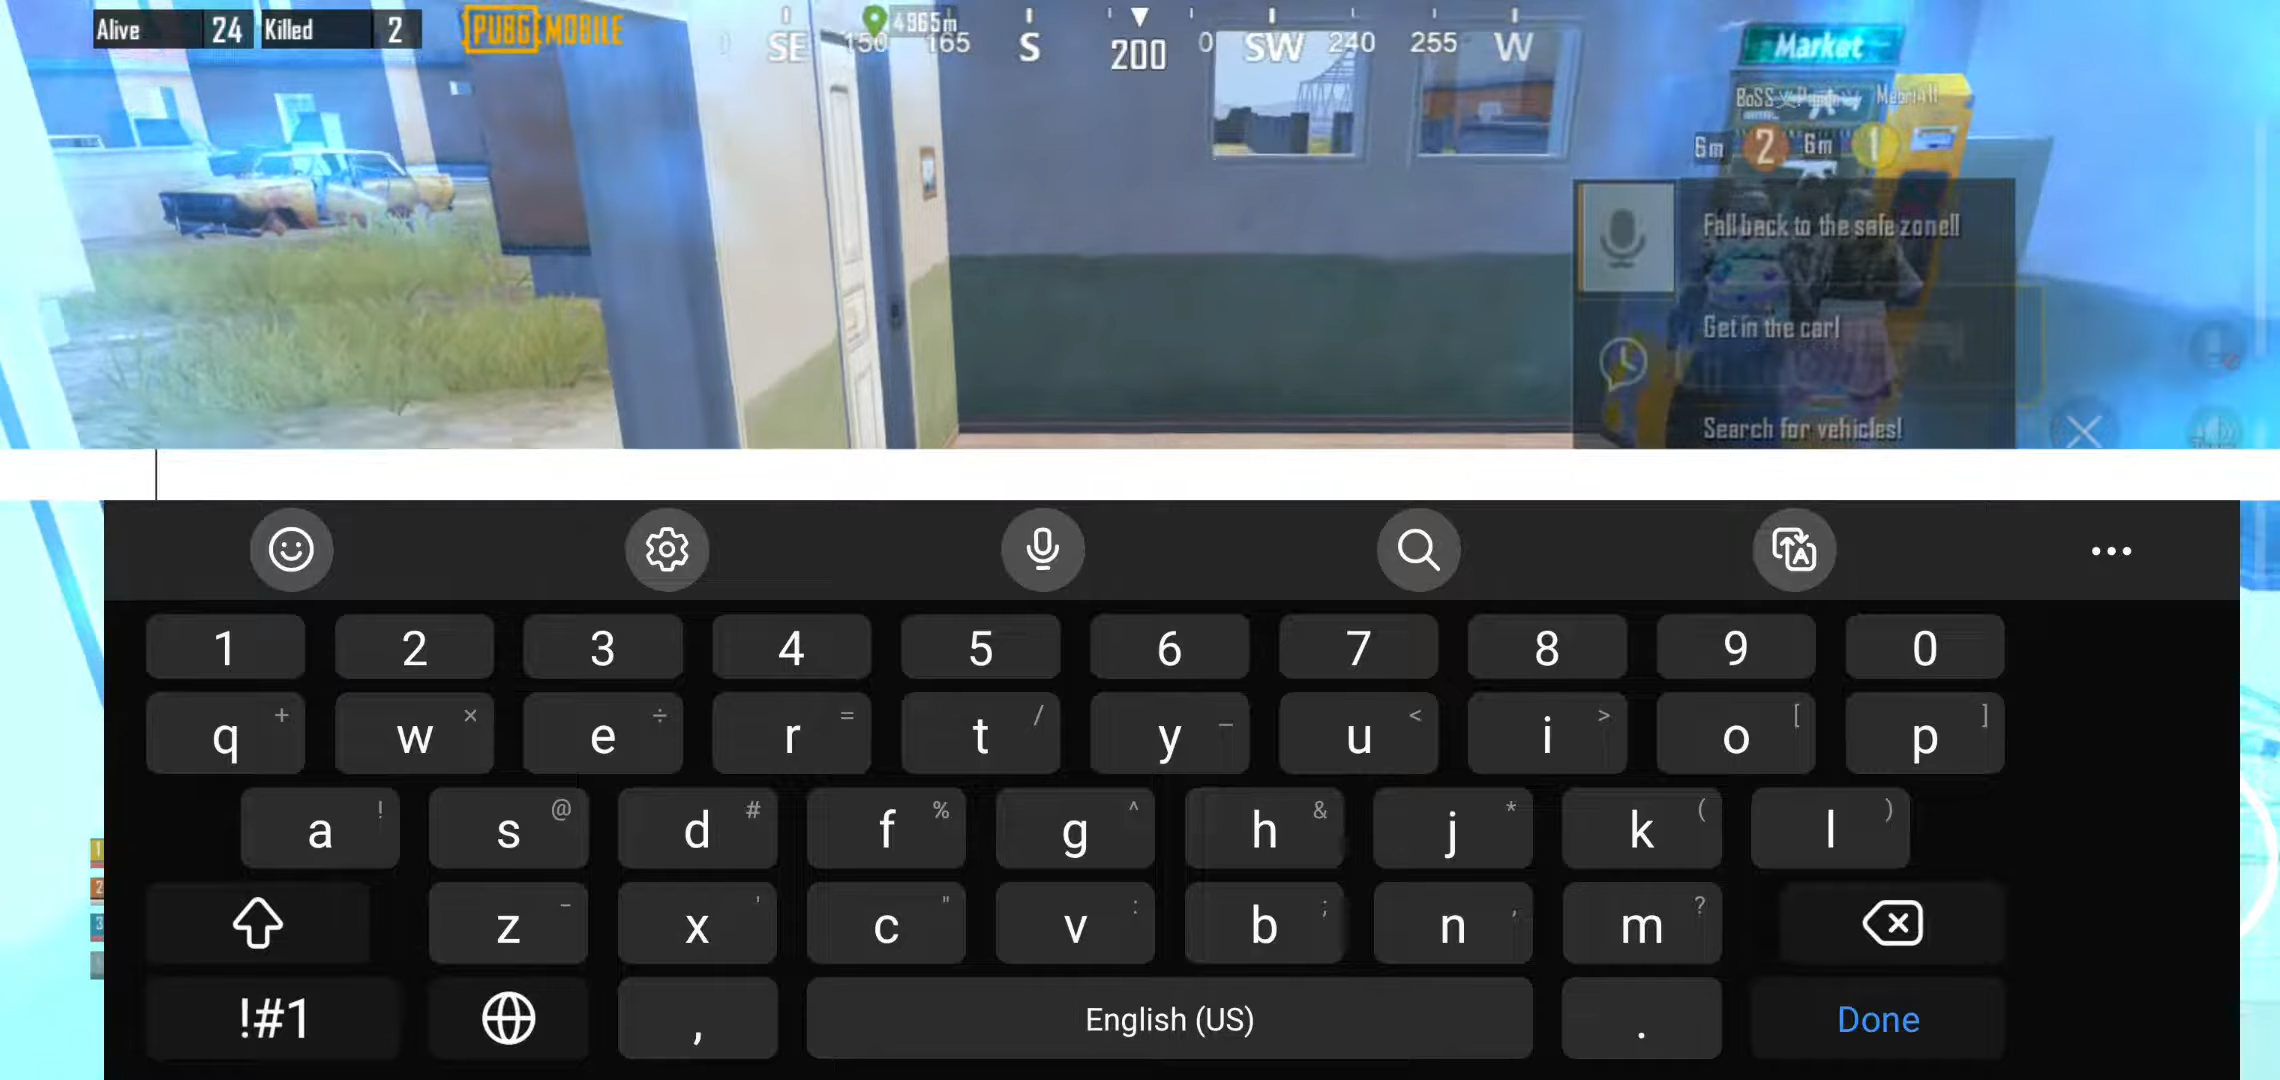 Alive 24 Killed 2
PUBG MOBILE
4965m
SE 150 165 S 200 SW 240 255 W
Market
6m 2 6m 1
Fall back to the safe zone!!
Get in the car!
Search for vehicles!
1 2 3 4 5 6 7 8 9 0
q + w × e ÷ r = t / y _ u < i > o [ p ]
a ! s @ d # f % g ^ h & j * k ( l )
z - x ' c " v : b ; n , m ?
!#1 , English (US) . Done